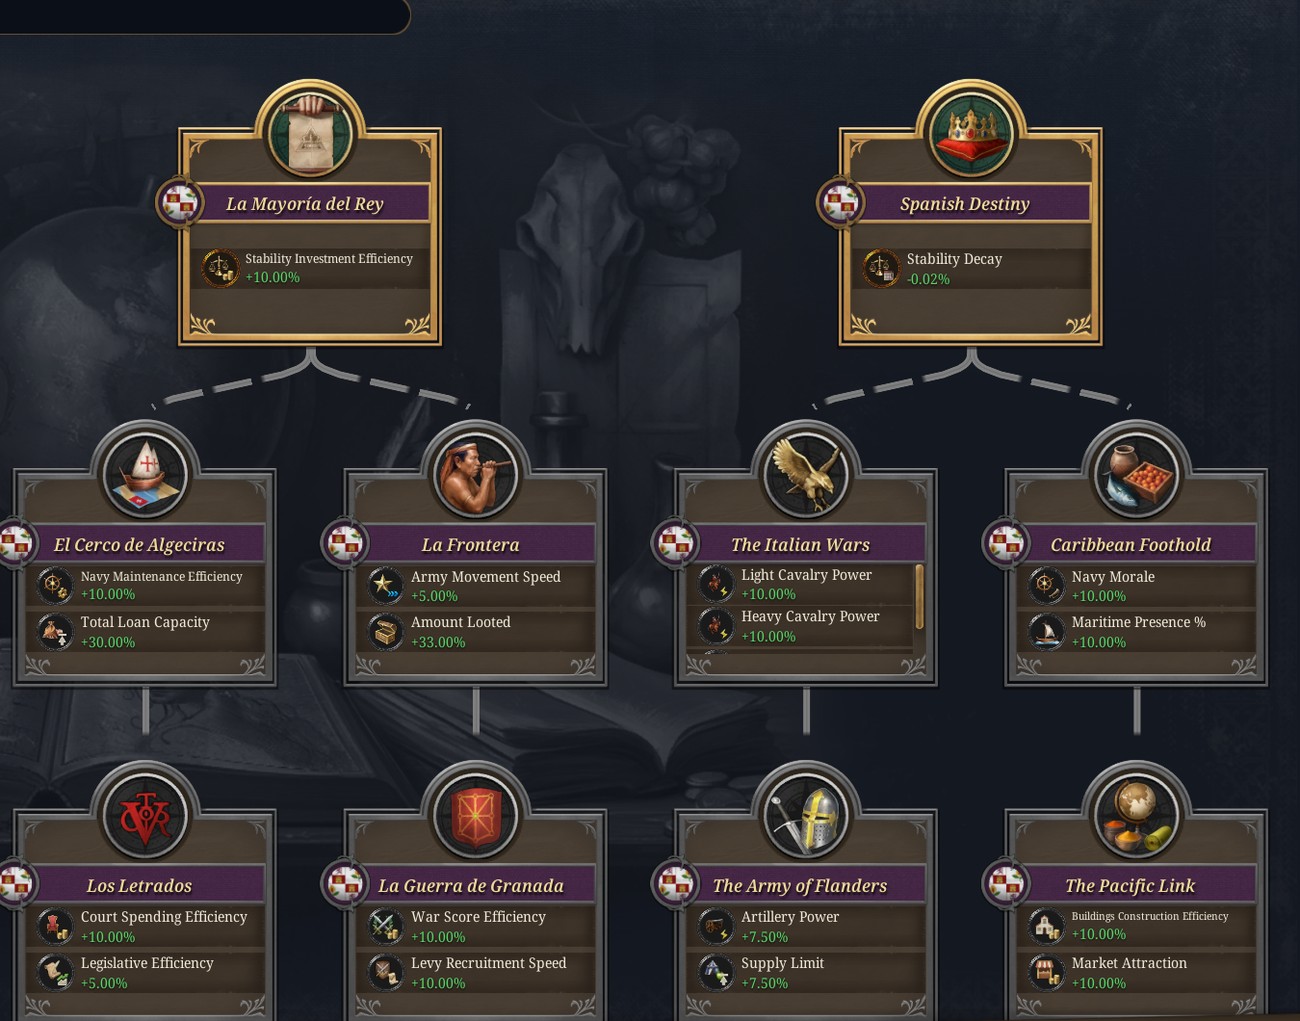 La Mayoría del Rey
Stability Investment Efficiency
+10.00%
Spanish Destiny
Stability Decay
-0.02%
El Cerco de Algeciras
Navy Maintenance Efficiency
+10.00%
Total Loan Capacity
+30.00%
La Frontera
Army Movement Speed
+5.00%
Amount Looted
+33.00%
The Italian Wars
Light Cavalry Power
+10.00%
Heavy Cavalry Power
+10.00%
Caribbean Foothold
Navy Morale
+10.00%
Maritime Presence %
+10.00%
Los Letrados
Court Spending Efficiency
+10.00%
Legislative Efficiency
+5.00%
La Guerra de Granada
War Score Efficiency
+10.00%
Levy Recruitment Speed
+10.00%
The Army of Flanders
Artillery Power
+7.50%
Supply Limit
+7.50%
The Pacific Link
Buildings Construction Efficiency
+10.00%
Market Attraction
+10.00%